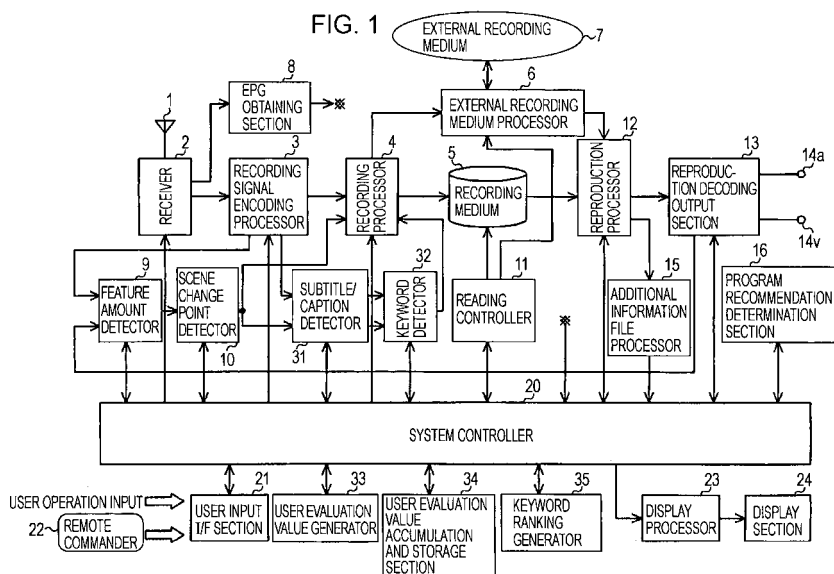 FIG. 1
EXTERNAL RECORDING
MEDIUM
7
8
EPG
OBTAINING
SECTION
※
6
EXTERNAL RECORDING
MEDIUM PROCESSOR
1
2
RECEIVER
3
RECORDING
SIGNAL
ENCODING
PROCESSOR
4
RECORDING
PROCESSOR
5
RECORDING
MEDIUM
12
REPRODUCTION
PROCESSOR
13
REPRODUC-
TION DECODING
OUTPUT
SECTION
14a
14v
9
FEATURE
AMOUNT
DETECTOR
SCENE
CHANGE
POINT
DETECTOR
10
SUBTITLE/
CAPTION
DETECTOR
31
32
KEYWORD
DETECTOR
11
READING
CONTROLLER
※
15
ADDITIONAL
INFORMATION
FILE
PROCESSOR
16
PROGRAM
RECOMMENDATION
DETERMINATION
SECTION
20
SYSTEM CONTROLLER
USER OPERATION INPUT
22
REMOTE
COMMANDER
21
USER INPUT
I/F SECTION
33
USER EVALUATION
VALUE GENERATOR
34
USER EVALUATION
VALUE
ACCUMULATION
AND STORAGE
SECTION
35
KEYWORD
RANKING
GENERATOR
23
DISPLAY
PROCESSOR
24
DISPLAY
SECTION